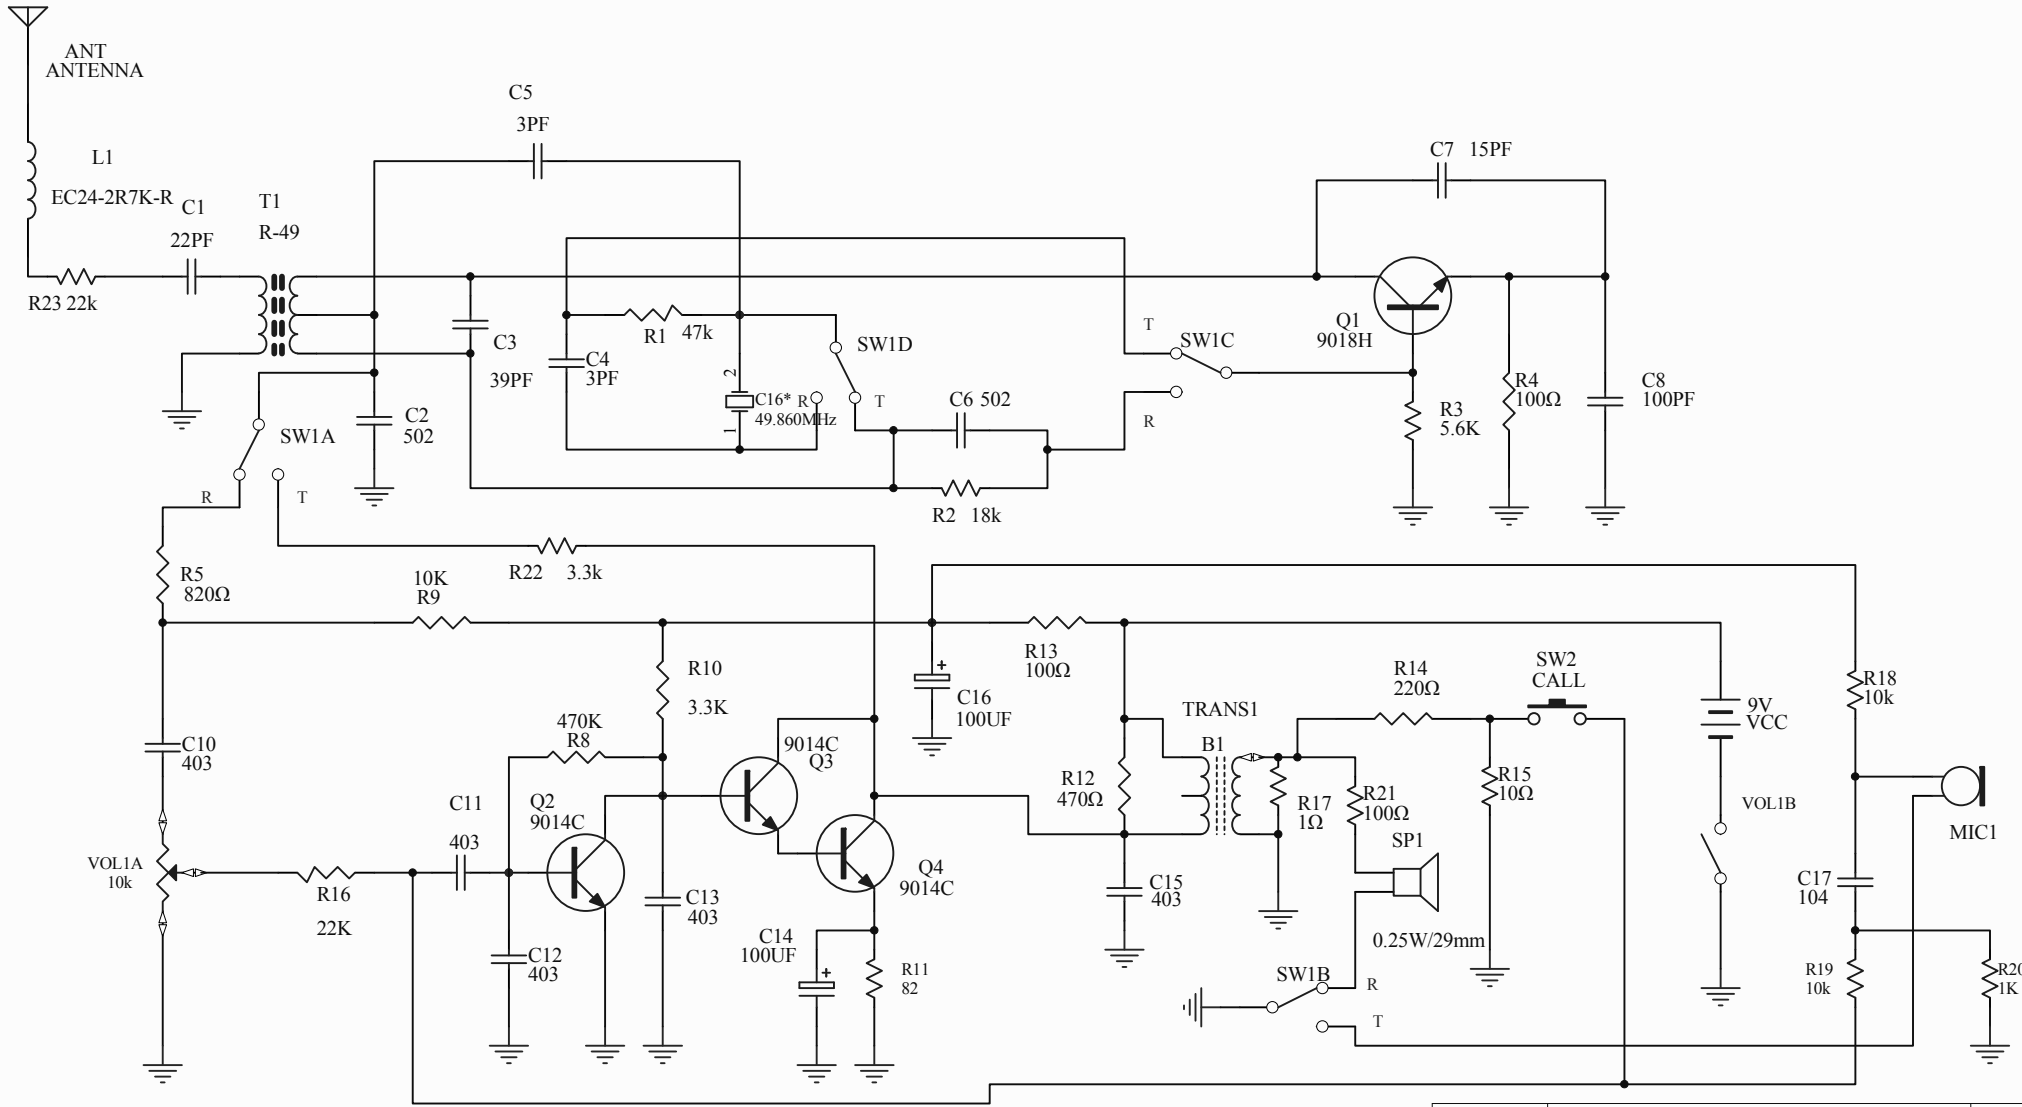 ANT
ANTENNA
C5
3PF
L1
EC24-2R7K-R
C1
22PF
T1
R-49
C7 15PF
R23 22k
R1 47k
C3
39PF
C4
3PF
SW1D
T
SW1C
R
Q1
9018H
2
1
C16*
49.860MHz
R
T
C6 502
R4
100Ω
C8
100PF
R3
5.6K
C2
502
SW1A
R
T
R2 18k
R22 3.3k
R5
820Ω
10K
R9
R13
100Ω
R10
3.3K
+
C16
100UF
R14
220Ω
SW2
CALL
R18
10k
9V
VCC
TRANS1
B1
470K
R8
9014C
Q3
C10
403
R12
470Ω
R17
1Ω
R21
100Ω
R15
10Ω
VOL1B
MIC1
C11
403
Q2
9014C
VOL1A
10k
R16
22K
Q4
9014C
SP1
C15
403
C13
403
C17
104
0.25W/29mm
C14
100UF
+
C12
403
R11
82
SW1B
R
T
R19
10k
R20
1K